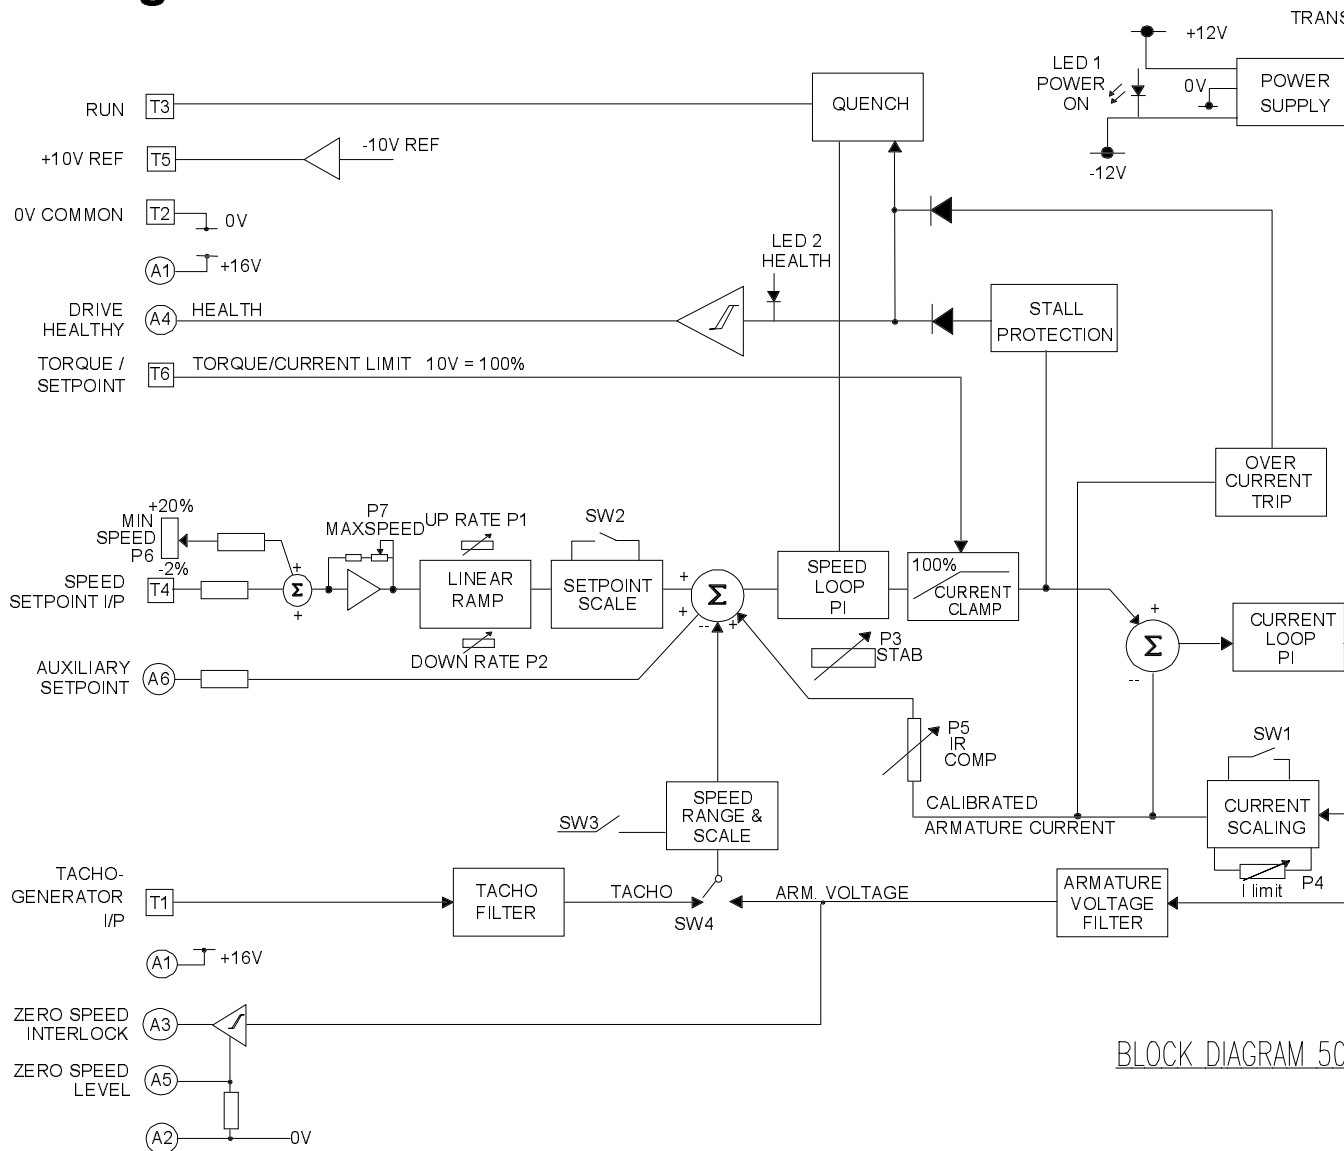 TRANS
+12V
LED 1
POWER
ON
0V
POWER
SUPPLY
-12V
RUN
T3
QUENCH
+10V REF
T5
-10V REF
0V COMMON
T2
0V
A1
+16V
LED 2
HEALTH
DRIVE
HEALTHY
A4
HEALTH
STALL
PROTECTION
TORQUE /
SETPOINT
T6
TORQUE/CURRENT LIMIT 10V = 100%
OVER
CURRENT
TRIP
+20%
MIN
SPEED
P6
-2%
P7
MAXSPEED
UP RATE P1
SW2
SPEED
SETPOINT I/P
T4
+
Σ
+
LINEAR
RAMP
SETPOINT
SCALE
+
+
Σ
--
+
SPEED
LOOP
PI
100%
CURRENT
CLAMP
+
Σ
--
CURRENT
LOOP
PI
DOWN RATE P2
P3
STAB
AUXILIARY
SETPOINT
A6
P5
IR
COMP
SW1
SW3
SPEED
RANGE &
SCALE
CALIBRATED
ARMATURE CURRENT
CURRENT
SCALING
P4
I limit
TACHO-
GENERATOR
I/P
T1
TACHO
FILTER
TACHO
SW4
ARM. VOLTAGE
ARMATURE
VOLTAGE
FILTER
A1
+16V
ZERO SPEED
INTERLOCK
A3
BLOCK DIAGRAM 50
ZERO SPEED
LEVEL
A5
A2
0V